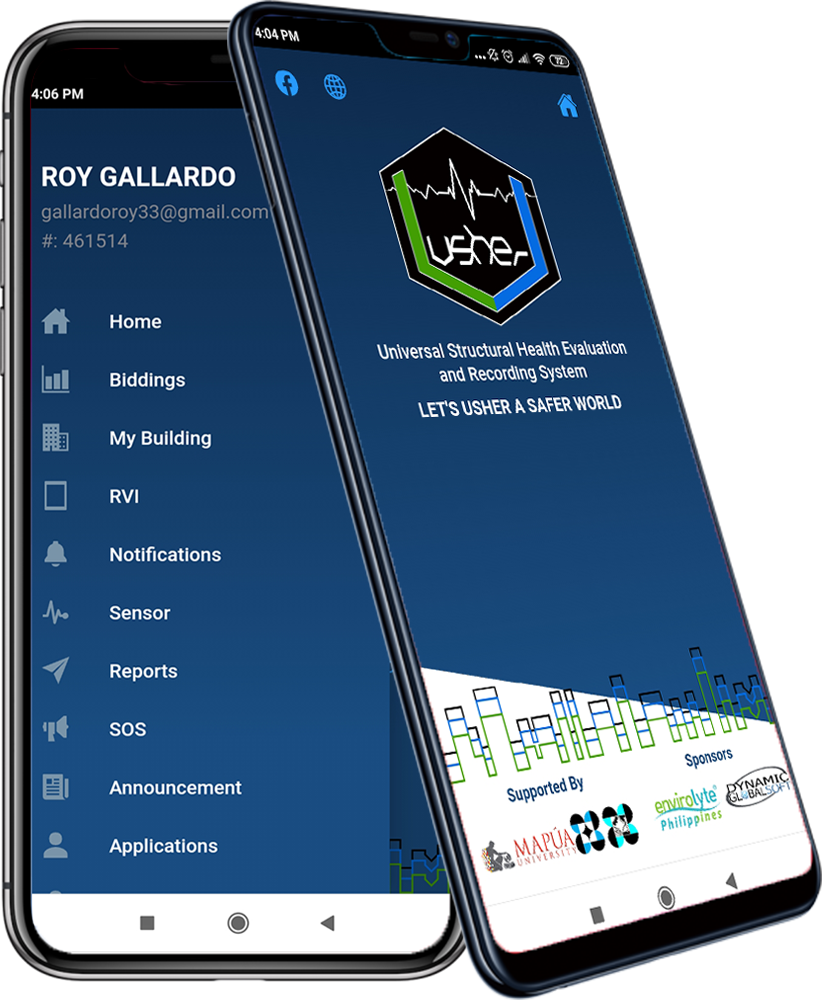 4:06 PM
ROY GALLARDO
gallardoroy33@gmail.com
#: 461514
Home
Biddings
My Building
RVI
Notifications
Sensor
Reports
SOS
Announcement
Applications
4:04 PM
72
usher
Universal Structural Health Evaluation
and Recording System
LET'S USHER A SAFER WORLD
Supported By
Sponsors
MAPÚA
UNIVERSITY
envirolyte®
Philippines
DYNAMIC
GLOBALSOFT